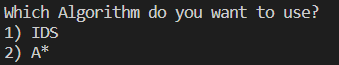 Which Algorithm do you want to use?
1) IDS
2) A*